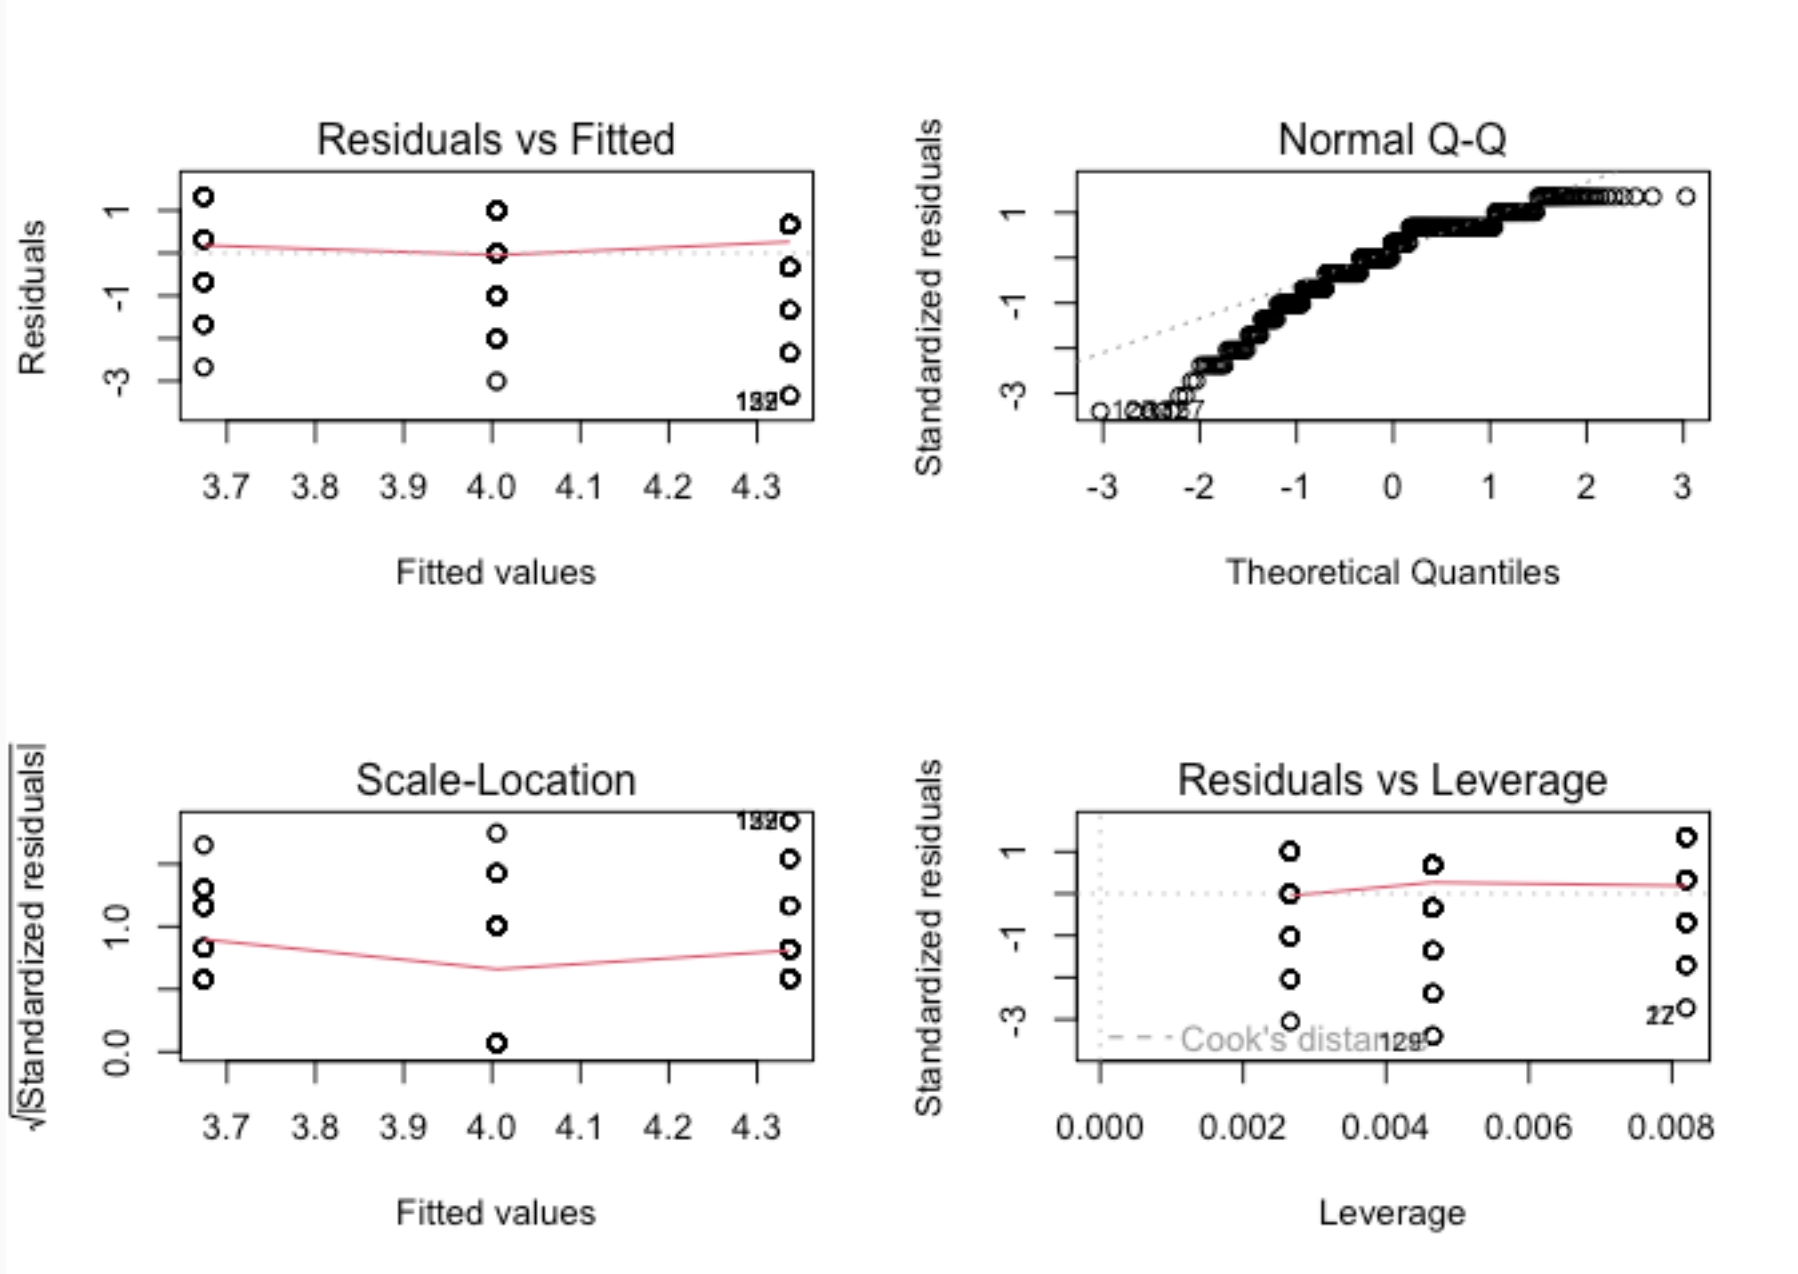 Residuals vs Fitted
Residuals
1
-1
-3
3.7 3.8 3.9 4.0 4.1 4.2 4.3
Fitted values
Normal Q-Q
Standardized residuals
1
-1
-3
-3 -2 -1 0 1 2 3
Theoretical Quantiles
Scale-Location
√|Standardized residuals|
1.0
0.0
3.7 3.8 3.9 4.0 4.1 4.2 4.3
Fitted values
Residuals vs Leverage
Standardized residuals
1
-1
-3
Cook's distance
129
0.000 0.002 0.004 0.006 0.008
Leverage